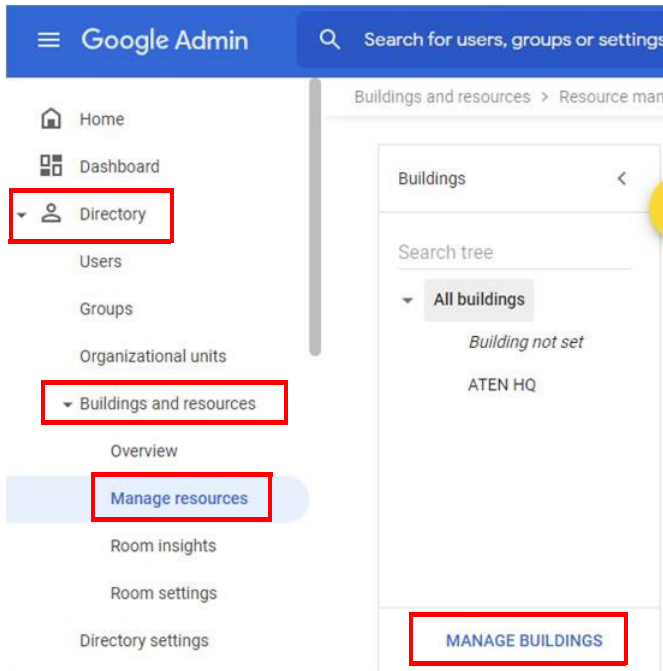 Google Admin
Search for users, groups or settings
Buildings and resources > Resource
Home
Dashboard
Directory
Users
Groups
Organizational units
Buildings and resources
Overview
Manage resources
Room insights
Room settings
Directory settings
Buildings
Search tree
All buildings
Building not set
ATEN HQ
MANAGE BUILDINGS